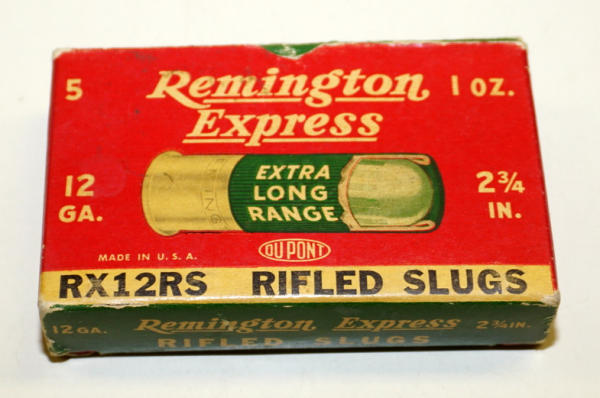 5 Remington 1 OZ.
Express
12 GA.
EXTRA
LONG
RANGE
REMINGTON
2¾ IN.
MADE IN U. S. A.
DU PONT
RX12RS RIFLED SLUGS
12 GA. Remington Express 2¾ IN.
RIFLED SLUGS